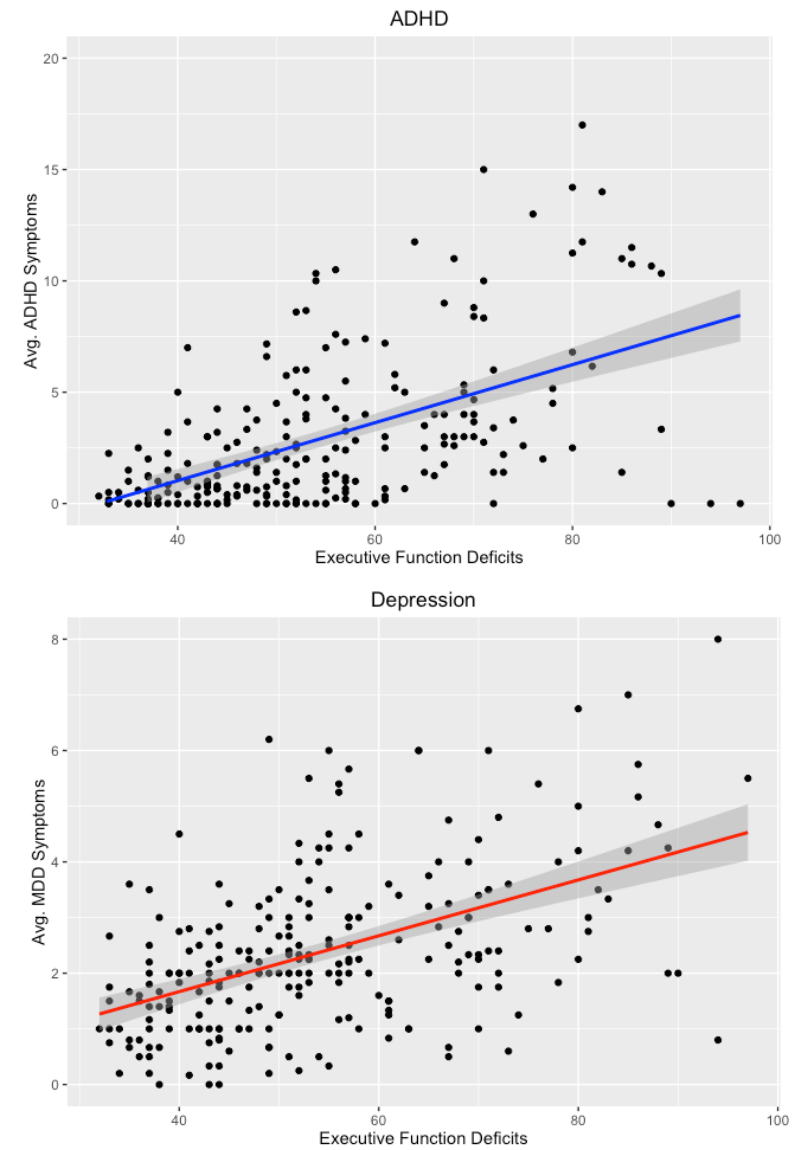 ADHD
20
15
10
5
0
Avg. ADHD Symptoms
40 60 80 100
Executive Function Deficits
Depression
8
6
4
2
0
Avg. MDD Symptoms
40 60 80 100
Executive Function Deficits